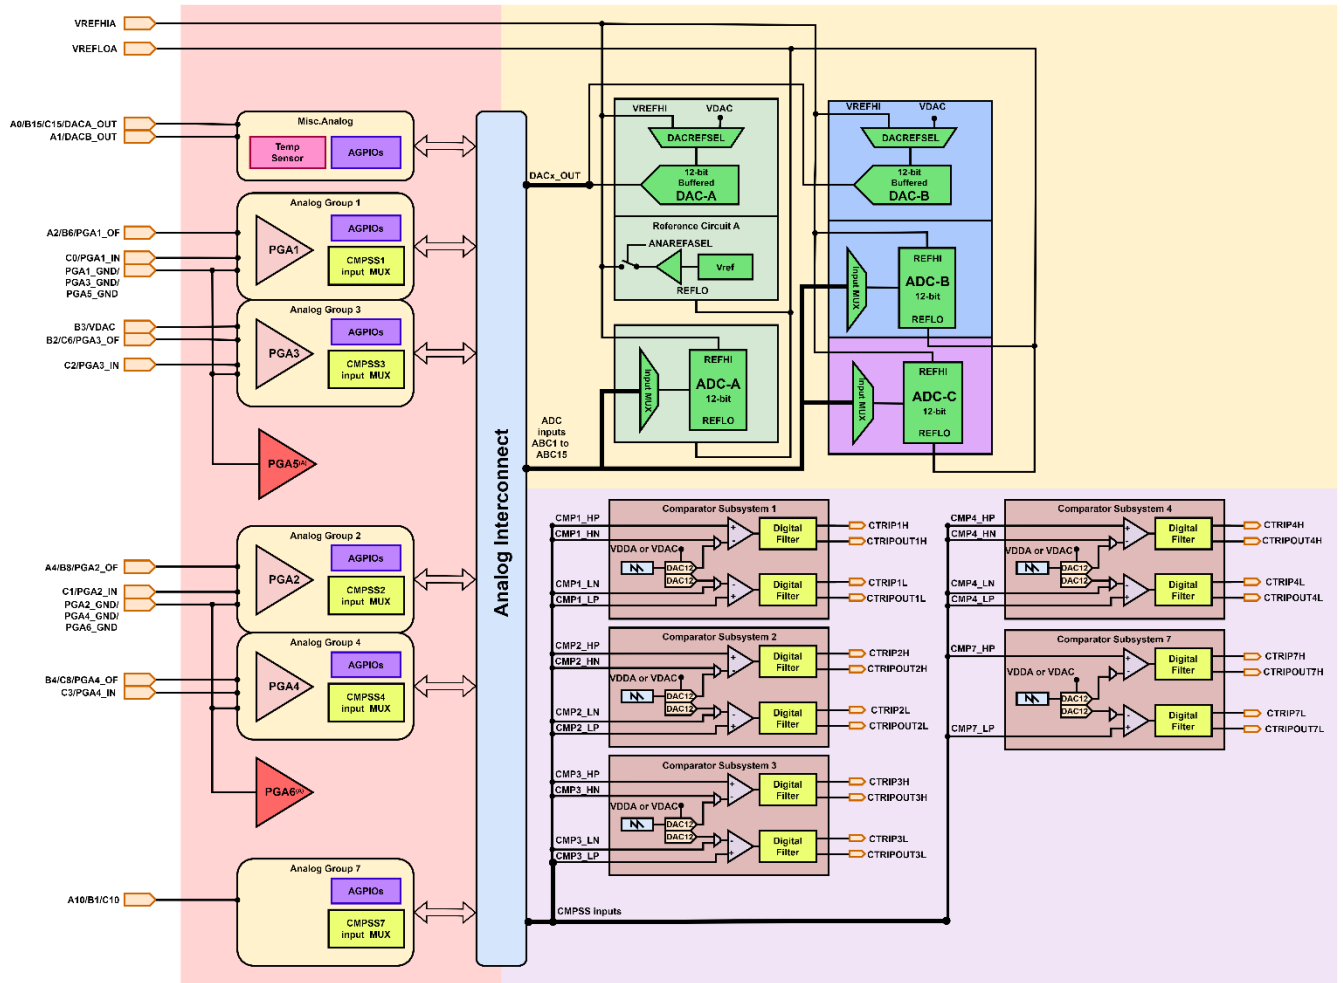 VREFHIA
VREFLOA
A0/B15/C15/DACA_OUT
A1/DACB_OUT
Misc.Analog
Temp
Sensor
AGPIOs
Analog Group 1
A2/B6/PGA1_OF
C0/PGA1_IN
PGA1_GND/
PGA3_GND/
PGA5_GND
PGA1
AGPIOs
CMPSS1
input MUX
Analog Group 3
B3/VDAC
B2/C6/PGA3_OF
C2/PGA3_IN
PGA3
AGPIOs
CMPSS3
input MUX
PGA5(A)
Analog Group 2
A4/B8/PGA2_OF
C1/PGA2_IN
PGA2_GND/
PGA4_GND/
PGA6_GND
PGA2
AGPIOs
CMPSS2
input MUX
Analog Group 4
B4/C8/PGA4_OF
C3/PGA4_IN
PGA4
AGPIOs
CMPSS4
input MUX
PGA6(A)
Analog Group 7
A10/B1/C10
AGPIOs
CMPSS7
input MUX
Analog Interconnect
DACx_OUT
VREFHI
VDAC
DACREFSEL
12-bit
Buffered
DAC-A
Reference Circuit A
ANAREFASEL
Vref
REFLO
Input MUX
REFHI
ADC-A
12-bit
REFLO
VREFHI
VDAC
DACREFSEL
12-bit
Buffered
DAC-B
Input MUX
REFHI
ADC-B
12-bit
REFLO
Input MUX
REFHI
ADC-C
12-bit
REFLO
ADC
inputs
ABC1 to
ABC15
Comparator Subsystem 1
CMP1_HP
CMP1_HN
VDDA or VDAC
DAC12
DAC12
CMP1_LN
CMP1_LP
Digital
Filter
Digital
Filter
CTRIP1H
CTRIPOUT1H
CTRIP1L
CTRIPOUT1L
Comparator Subsystem 2
CMP2_HP
CMP2_HN
VDDA or VDAC
DAC12
DAC12
CMP2_LN
CMP2_LP
Digital
Filter
Digital
Filter
CTRIP2H
CTRIPOUT2H
CTRIP2L
CTRIPOUT2L
Comparator Subsystem 3
CMP3_HP
CMP3_HN
VDDA or VDAC
DAC12
DAC12
CMP3_LN
CMP3_LP
Digital
Filter
Digital
Filter
CTRIP3H
CTRIPOUT3H
CTRIP3L
CTRIPOUT3L
Comparator Subsystem 4
CMP4_HP
CMP4_HN
VDDA or VDAC
DAC12
DAC12
CMP4_LN
CMP4_LP
Digital
Filter
Digital
Filter
CTRIP4H
CTRIPOUT4H
CTRIP4L
CTRIPOUT4L
Comparator Subsystem 7
CMP7_HP
VDDA or VDAC
DAC12
DAC12
CMP7_LP
Digital
Filter
Digital
Filter
CTRIP7H
CTRIPOUT7H
CTRIP7L
CTRIPOUT7L
CMPSS inputs